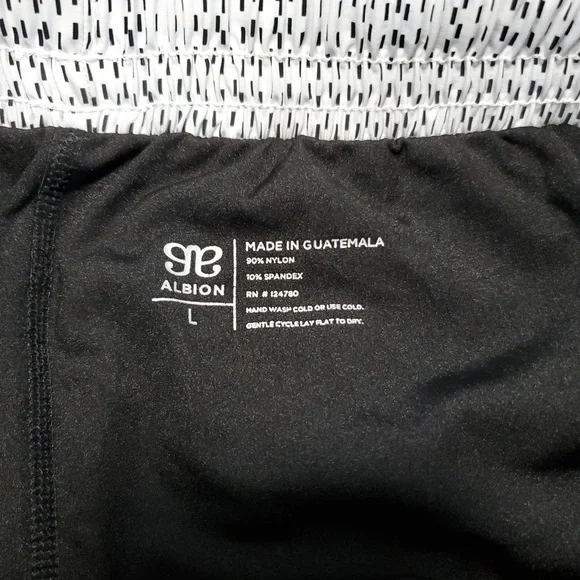 ALBION
L
MADE IN GUATEMALA
90% NYLON
10% SPANDEX
RN # 124780
HAND WASH COLD OR USE COLD.
GENTLE CYCLE LAY FLAT TO DRY.